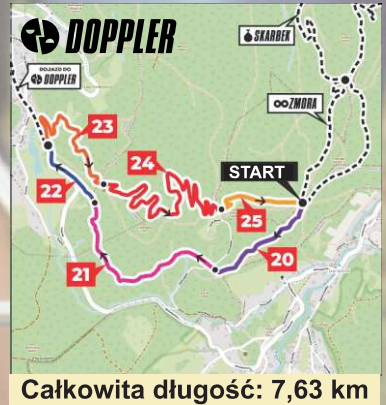 DOPPLER
SKARBEK
DOJAZD DO
DOPPLER
ZMORA
23
24
START
22
25
21
20
Całkowita długość: 7,63 km